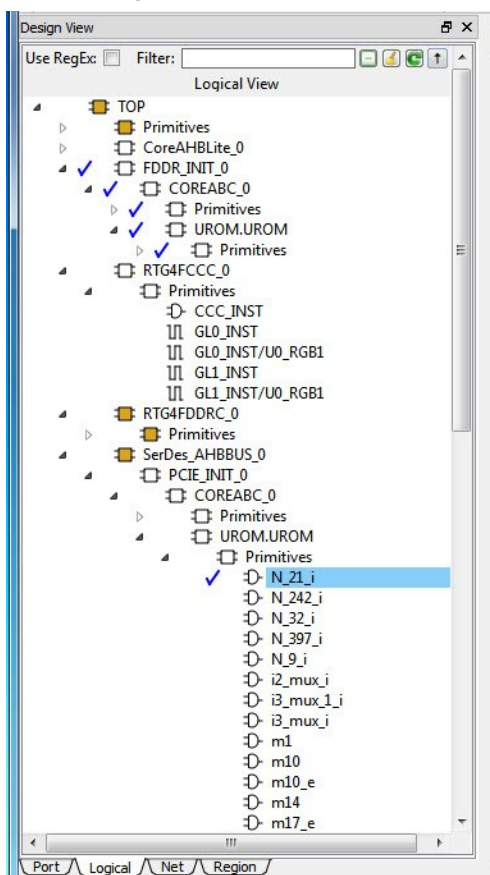 Design View
Use RegEx: Filter:
Logical View
TOP
Primitives
CoreAHBLite_0
FDDR_INIT_0
COREABC_0
Primitives
UROM.UROM
Primitives
RTG4FCCC_0
Primitives
CCC_INST
GL0_INST
GL0_INST/U0_RGB1
GL1_INST
GL1_INST/U0_RGB1
RTG4FDDRC_0
Primitives
SerDes_AHBBUS_0
PCIE_INIT_0
COREABC_0
Primitives
UROM.UROM
Primitives
N_21_i
N_242_i
N_32_i
N_397_i
N_9_i
i2_mux_i
i3_mux_1_i
i3_mux_i
m1
m10
m10_e
m14
m17_e
Port Logical Net Region